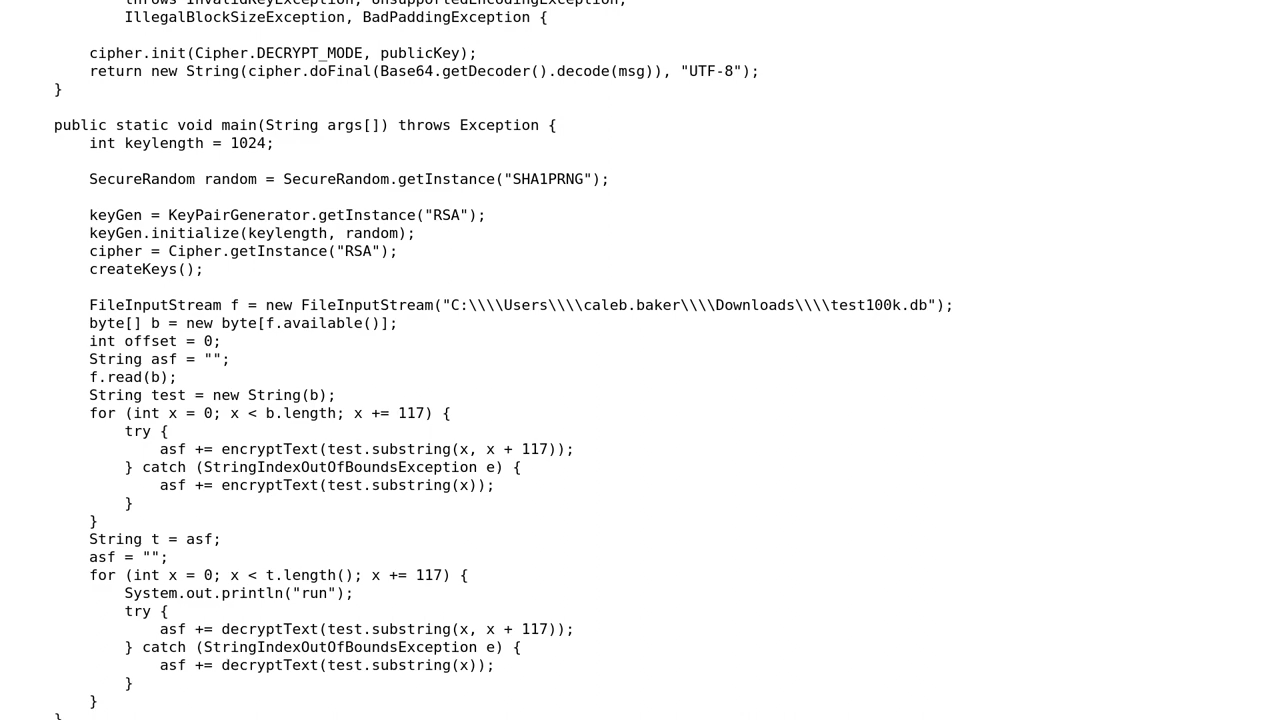 throws InvalidKeyException, UnsupportedEncodingException,
IllegalBlockSizeException, BadPaddingException {
cipher.init(Cipher.DECRYPT_MODE, publicKey);
return new String(cipher.doFinal(Base64.getDecoder().decode(msg)), "UTF-8");
}
public static void main(String args[]) throws Exception {
int keylength = 1024;
SecureRandom random = SecureRandom.getInstance("SHA1PRNG");
keyGen = KeyPairGenerator.getInstance("RSA");
keyGen.initialize(keylength, random);
cipher = Cipher.getInstance("RSA");
createKeys();
FileInputStream f = new FileInputStream("C:\\\\Users\\\\caleb.baker\\\\Downloads\\\\test100k.db");
byte[] b = new byte[f.available()];
int offset = 0;
String asf = "";
f.read(b);
String test = new String(b);
for (int x = 0; x < b.length; x += 117) {
try {
asf += encryptText(test.substring(x, x + 117));
} catch (StringIndexOutOfBoundsException e) {
asf += encryptText(test.substring(x));
}
}
String t = asf;
asf = "";
for (int x = 0; x < t.length(); x += 117) {
System.out.println("run");
try {
asf += decryptText(test.substring(x, x + 117));
} catch (StringIndexOutOfBoundsException e) {
asf += decryptText(test.substring(x));
}
}
}